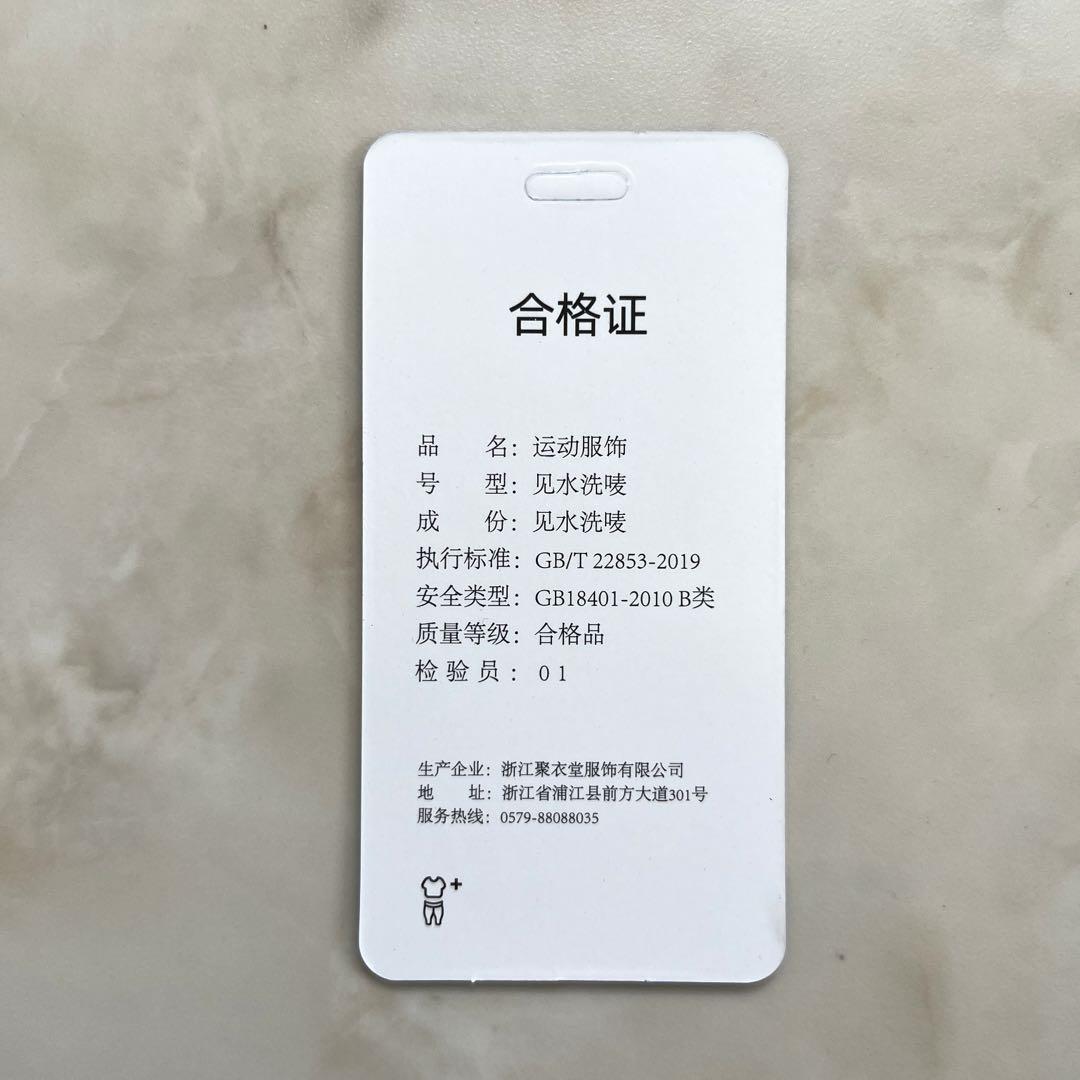 合格证
品 名：运动服饰
号 型：见水洗唛
成 份：见水洗唛
执行标准：GB/T 22853-2019
安全类型：GB18401-2010 B类
质量等级：合格品
检 验 员 ： 0 1
生产企业：浙江聚衣堂服饰有限公司
地 址：浙江省浦江县前方大道301号
服务热线：0579-88088035